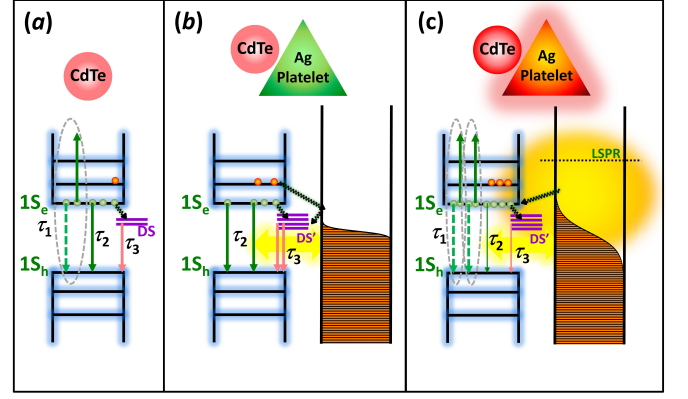 (a)
CdTe
1Sₑ
τ₁
τ₂
DS
τ₃
1Sₕ
(b)
CdTe
Ag
Platelet
1Sₑ
τ₂
DS'
τ₃
1Sₕ
(c)
CdTe
Ag
Platelet
LSPR
1Sₑ
τ₁
τ₂
DS'
τ₃
1Sₕ